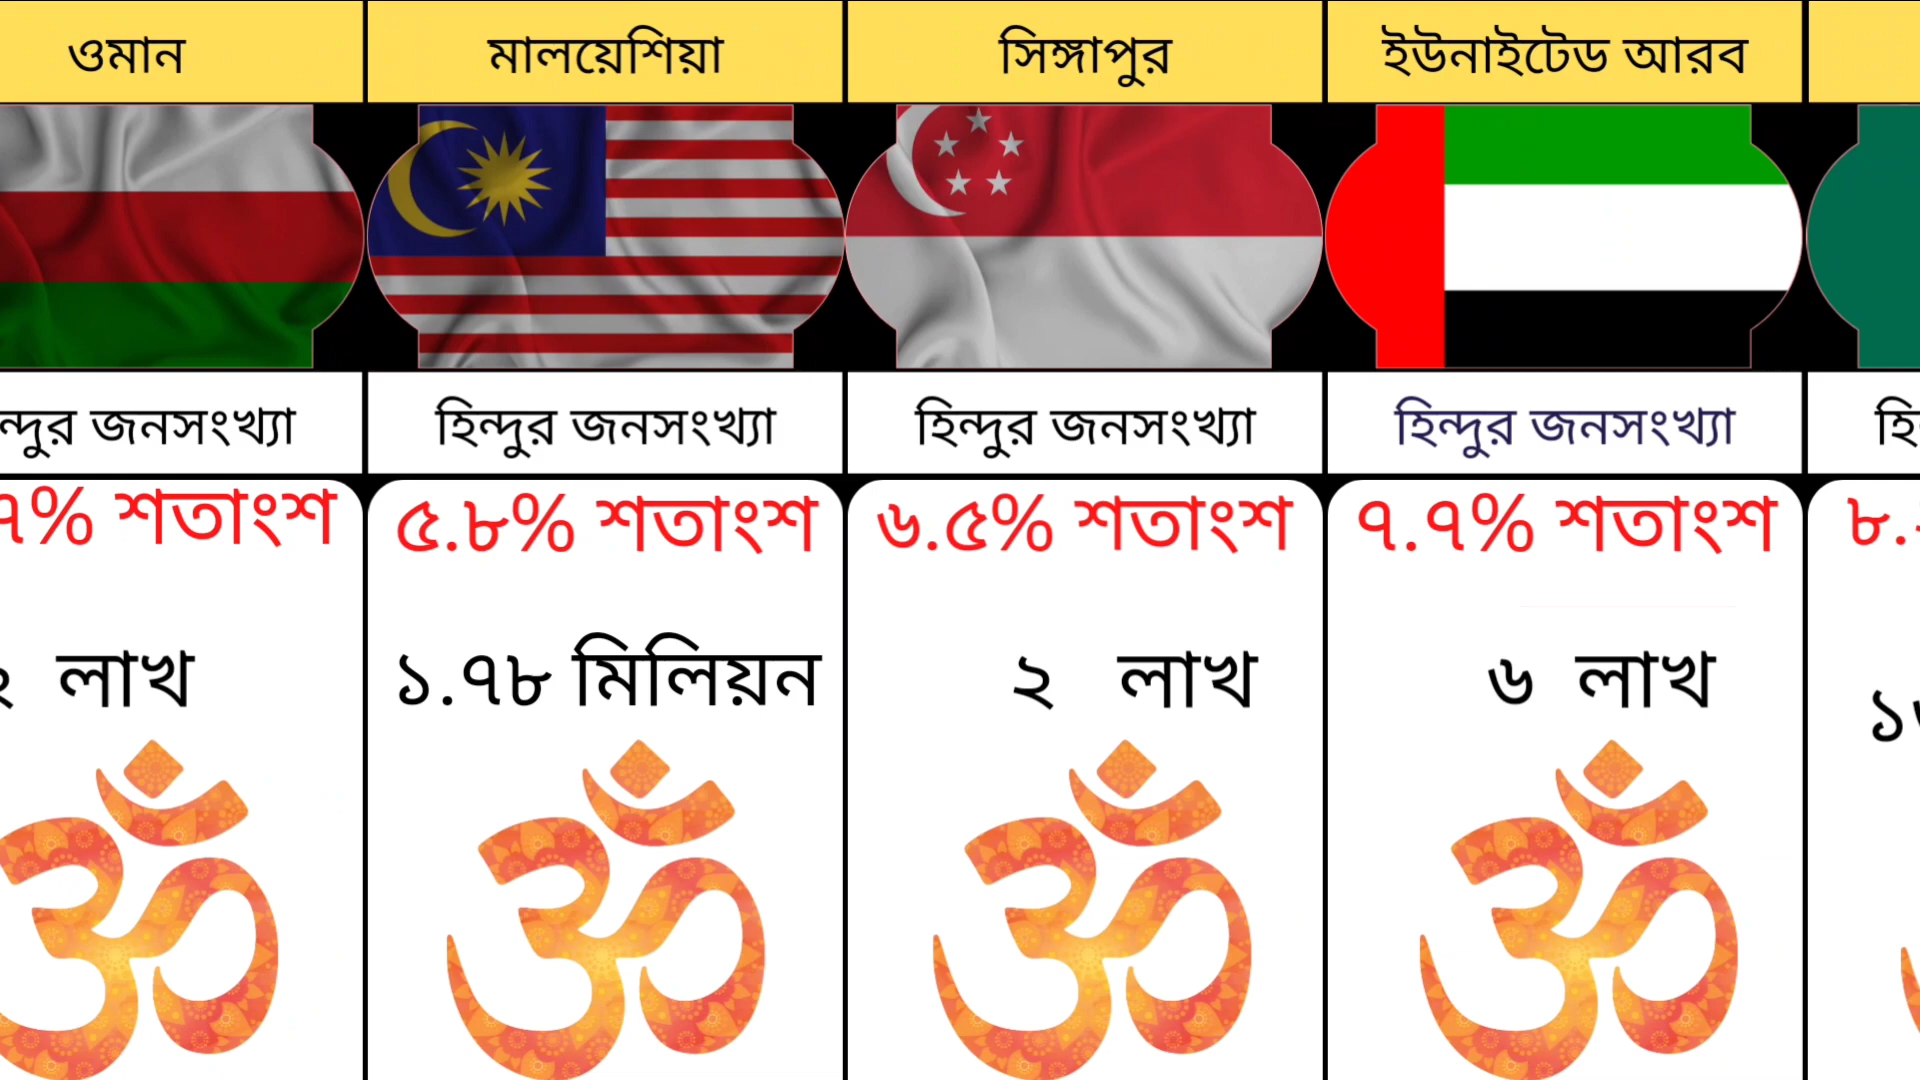 ওমান
মালয়েশিয়া
সিঙ্গাপুর
ইউনাইটেড আরব
জনসংখ্যা
হিন্দুর জনসংখ্যা
হিন্দুর জনসংখ্যা
হিন্দুর জনসংখ্যা
শতাংশ
৫.৮% শতাংশ
৬.৫% শতাংশ
৭.৭% শতাংশ
লাখ
১.৭৮ মিলিয়ন
২ লাখ
৬ লাখ